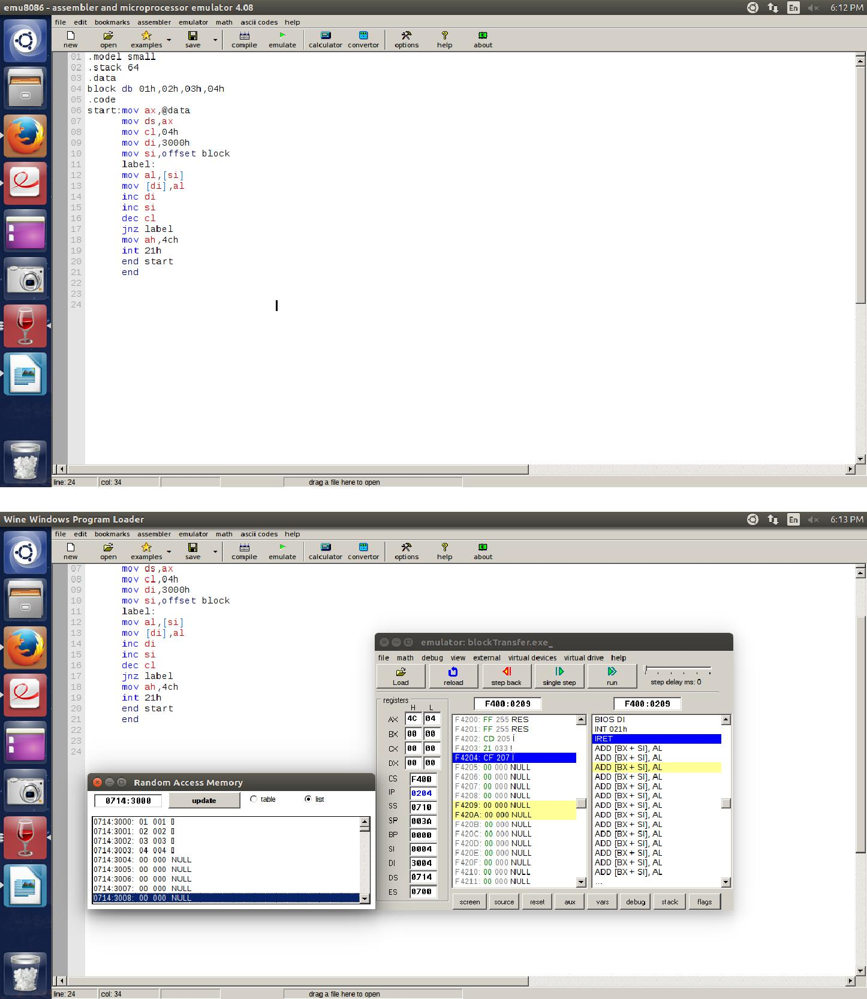 emu8086 - assembler and microprocessor emulator 4.08 En 6:12 PM
file edit bookmarks assembler emulator math ascii codes help
new open examples save compile emulate calculator convertor options help about
01 .model small
02 .stack 64
03 .data
04 block db 01h,02h,03h,04h
05 .code
06 start:mov ax,@data
07 mov ds,ax
08 mov cl,04h
09 mov di,3000h
10 mov si,offset block
11 label:
12 mov al,[si]
13 mov [di],al
14 inc di
15 inc si
16 dec cl
17 jnz label
18 mov ah,4ch
19 int 21h
20 end start
21 end
22
23
24
line: 24 col: 34 drag a file here to open
Wine Windows Program Loader En 6:13 PM
file edit bookmarks assembler emulator math ascii codes help
new open examples save compile emulate calculator convertor options help about
07 mov ds,ax
08 mov cl,04h
09 mov di,3000h
10 mov si,offset block
11 label:
12 mov al,[si]
13 mov [di],al
14 inc di
15 inc si
16 dec cl
17 jnz label
18 mov ah,4ch
19 int 21h
20 end start
21 end
22
23
24
Random Access Memory
0714:3000 update table list
0714:3000: 01 001
0714:3001: 02 002
0714:3002: 03 003
0714:3003: 04 004
0714:3004: 00 000 NULL
0714:3005: 00 000 NULL
0714:3006: 00 000 NULL
0714:3007: 00 000 NULL
0714:3008: 00 000 NULL
emulator: blockTransfer.exe_
file math debug view external virtual devices virtual drive help
Load reload step back single step run step delay ms: 0
registers
H L
AX 4C 04
BX 00 00
CX 00 00
DX 00 00
CS F400
IP 0204
SS 0710
SP 003A
BP 0000
SI 0004
DI 3004
DS 0714
ES 0700
F400:0209
F4200: FF 255 RES
F4201: FF 255 RES
F4202: CD 205 Í
F4203: 21 033 !
F4204: CF 207 Ï
F4205: 00 000 NULL
F4206: 00 000 NULL
F4207: 00 000 NULL
F4208: 00 000 NULL
F4209: 00 000 NULL
F420A: 00 000 NULL
F420B: 00 000 NULL
F420C: 00 000 NULL
F420D: 00 000 NULL
F420E: 00 000 NULL
F420F: 00 000 NULL
F4210: 00 000 NULL
F4211: 00 000 NULL
F400:0209
BIOS DI
INT 021h
IRET
ADD [BX + SI], AL
ADD [BX + SI], AL
ADD [BX + SI], AL
ADD [BX + SI], AL
ADD [BX + SI], AL
ADD [BX + SI], AL
ADD [BX + SI], AL
ADD [BX + SI], AL
ADD [BX + SI], AL
ADD [BX + SI], AL
ADD [BX + SI], AL
ADD [BX + SI], AL
ADD [BX + SI], AL
ADD [BX + SI], AL
...
screen source reset aux vars debug stack flags
line: 24 col: 34 drag a file here to open